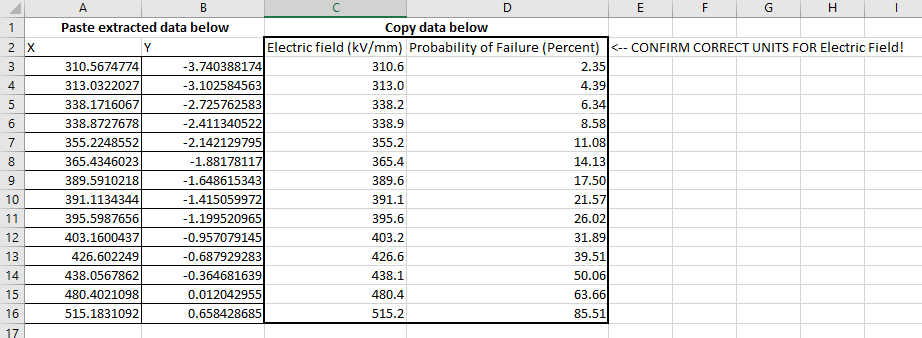 A B C D E F G H I
1 Paste extracted data below Copy data below
2 X Y Electric field (kV/mm) Probability of Failure (Percent) <-- CONFIRM CORRECT UNITS FOR Electric Field!
3 310.5674774 -3.740388174 310.6 2.35
4 313.0322027 -3.102584563 313.0 4.39
5 338.1716067 -2.725762583 338.2 6.34
6 338.8727678 -2.411340522 338.9 8.58
7 355.2248552 -2.142129795 355.2 11.08
8 365.4346023 -1.88178117 365.4 14.13
9 389.5910218 -1.648615343 389.6 17.50
10 391.1134344 -1.415059972 391.1 21.57
11 395.5987656 -1.199520965 395.6 26.02
12 403.1600437 -0.957079145 403.2 31.89
13 426.602249 -0.687929283 426.6 39.51
14 438.0567862 -0.364681639 438.1 50.06
15 480.4021098 0.012042955 480.4 63.66
16 515.1831092 0.658428685 515.2 85.51
17